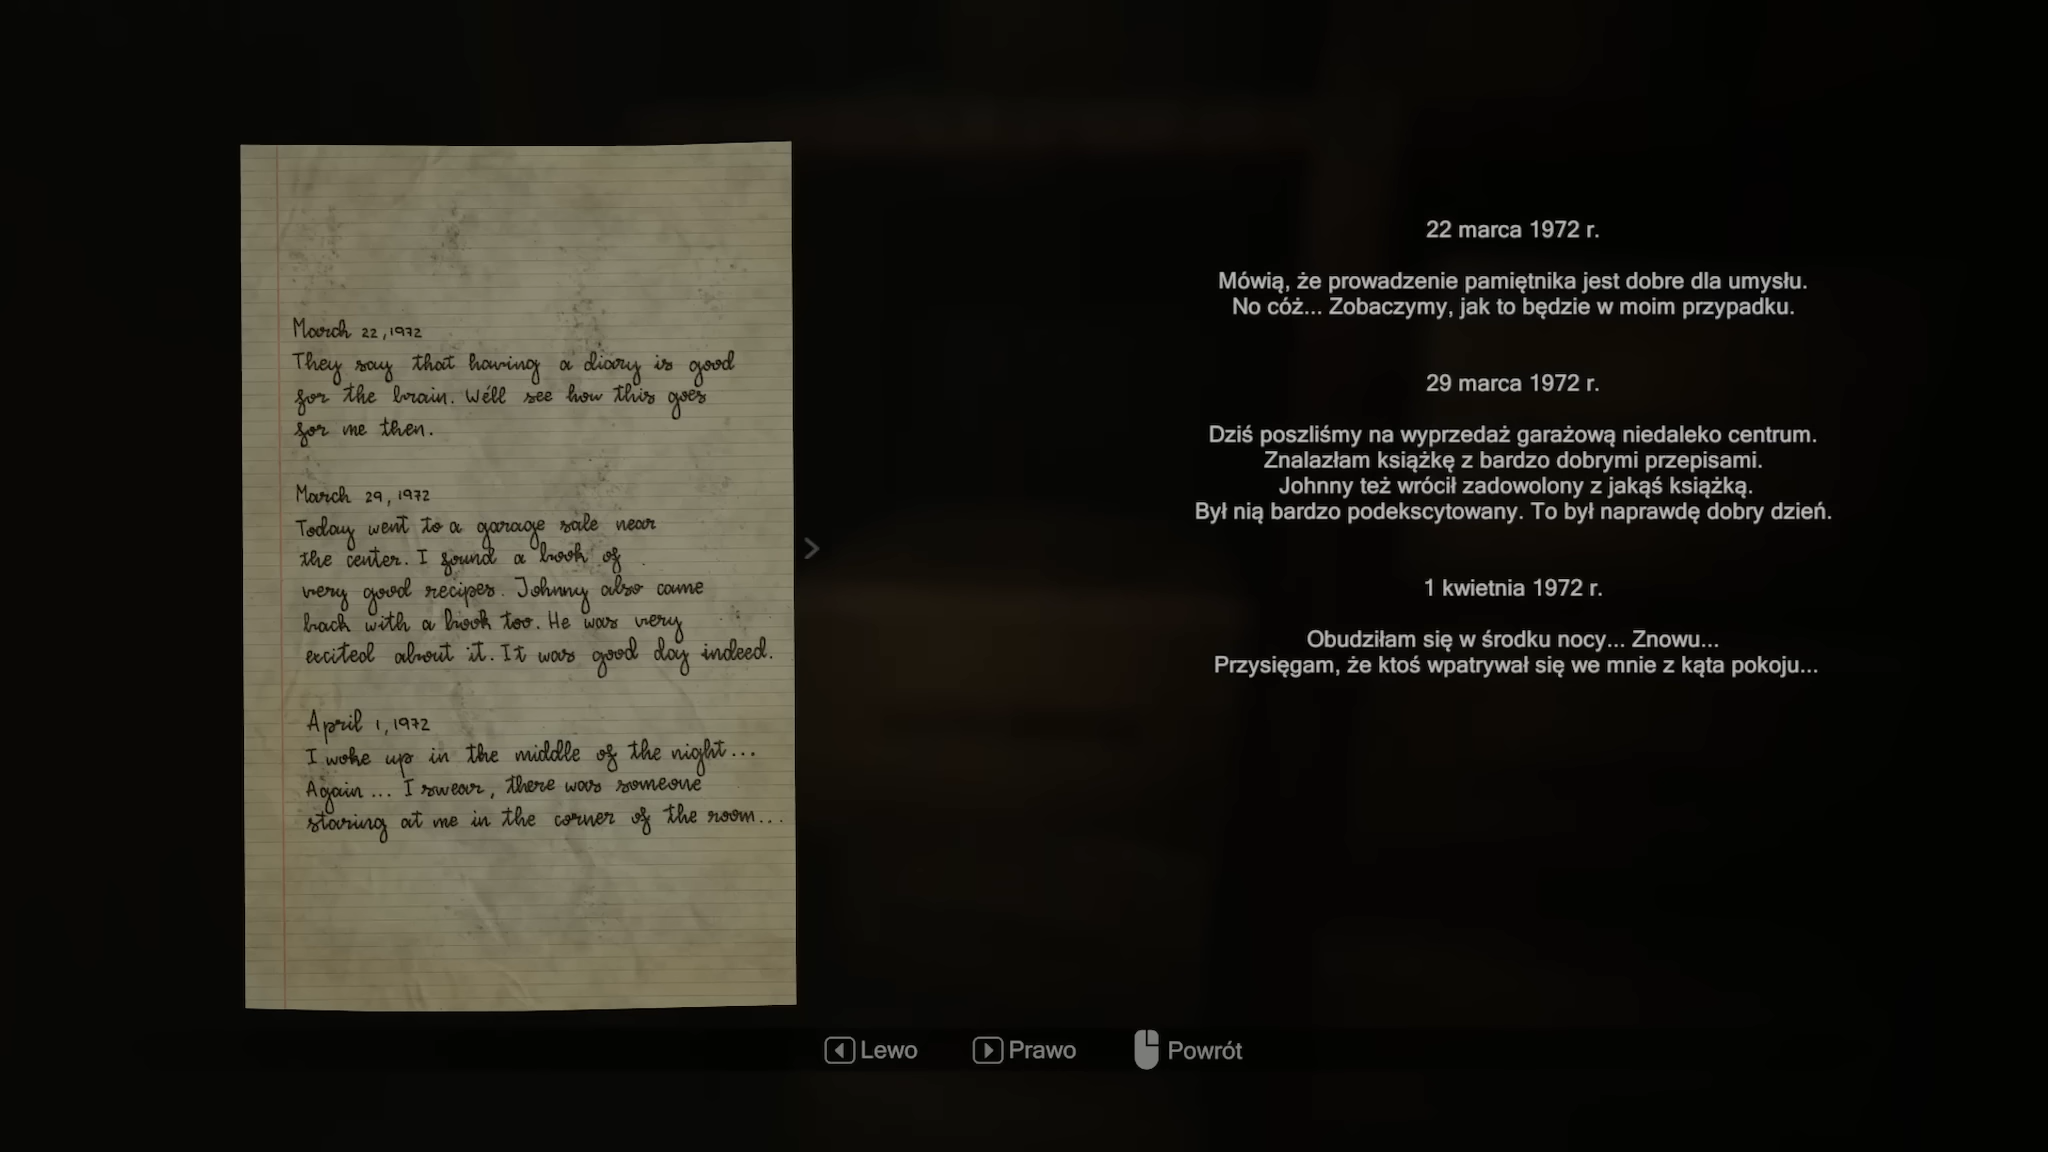 March 22, 1972
They say that having a diary is good
for the brain. We'll see how this goes
for me then.
March 29, 1972
Today went to a garage sale near
the center. I found a book of
very good recipes. Johnny also came
back with a book too. He was very
excited about it. It was good day indeed.
April 1, 1972
I woke up in the middle of the night...
Again... I swear, there was someone
staring at me in the corner of the room...
22 marca 1972 r.
Mówią, że prowadzenie pamiętnika jest dobre dla umysłu.
No cóż... Zobaczymy, jak to będzie w moim przypadku.
29 marca 1972 r.
Dziś poszliśmy na wyprzedaż garażową niedaleko centrum.
Znalazłam książkę z bardzo dobrymi przepisami.
Johnny też wrócił zadowolony z jakąś książką.
Był nią bardzo podekscytowany. To był naprawdę dobry dzień.
1 kwietnia 1972 r.
Obudziłam się w środku nocy... Znowu...
Przysięgam, że ktoś wpatrywał się we mnie z kąta pokoju...
Lewo Prawo Powrót